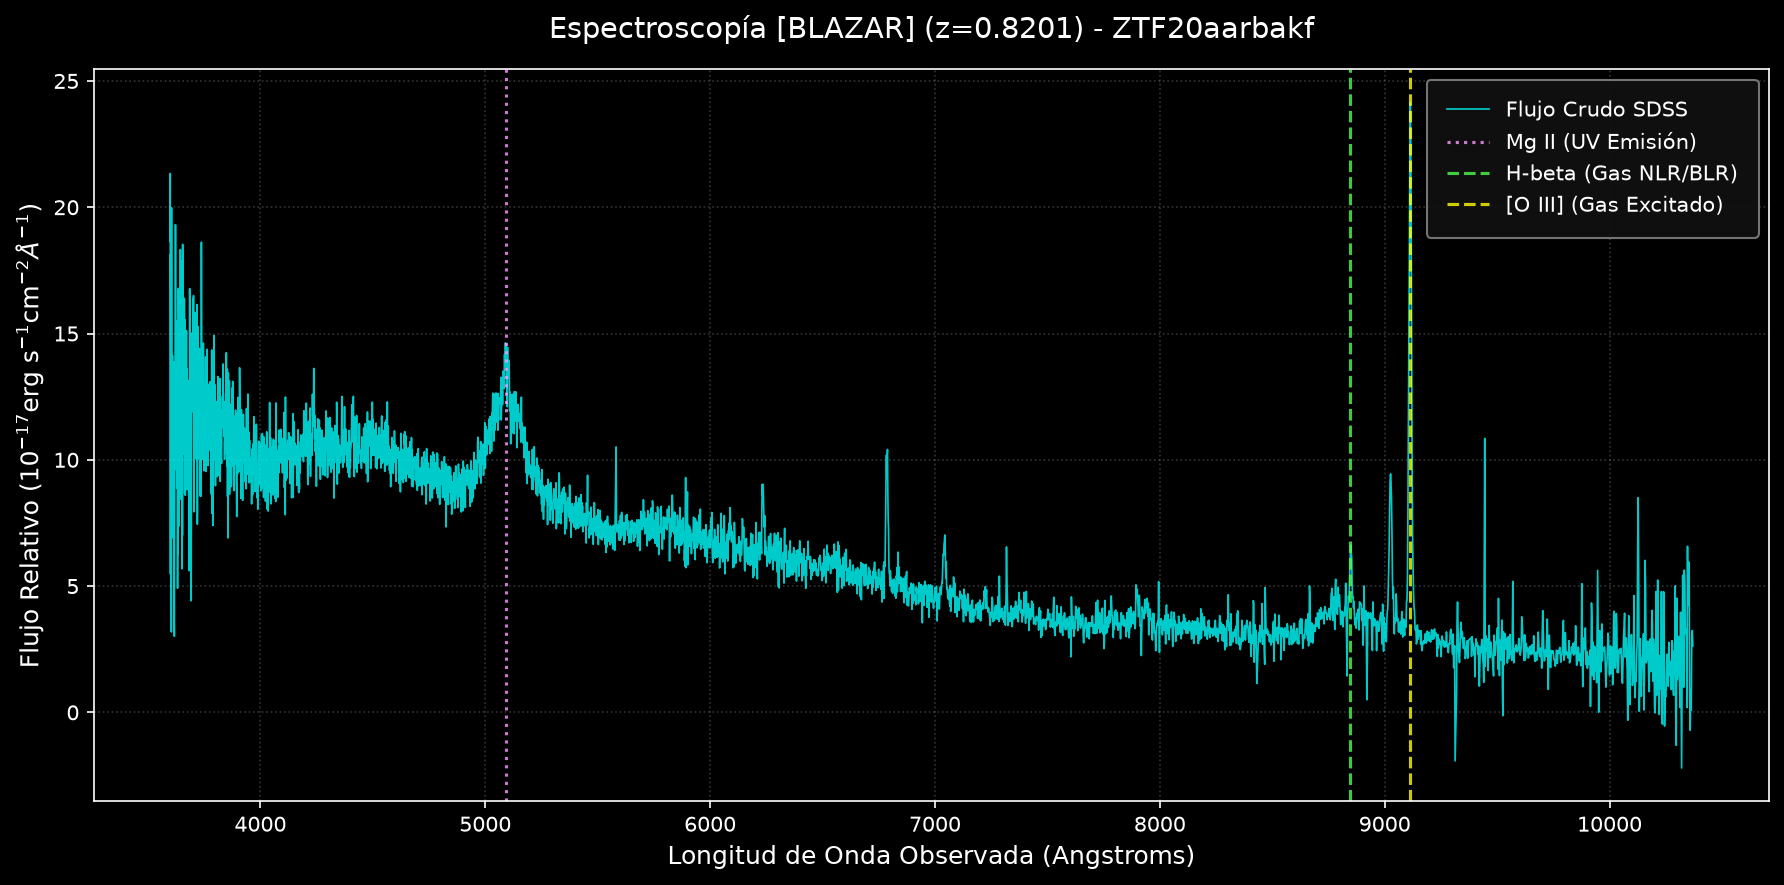 Espectroscopía [BLAZAR] (z=0.8201) - ZTF20aarbakf
Flujo Crudo SDSS
Mg II (UV Emisión)
H-beta (Gas NLR/BLR)
[O III] (Gas Excitado)
Flujo Relativo (10⁻¹⁷erg s⁻¹cm⁻²Å⁻¹)
25
20
15
10
5
0
4000 5000 6000 7000 8000 9000 10000
Longitud de Onda Observada (Angstroms)